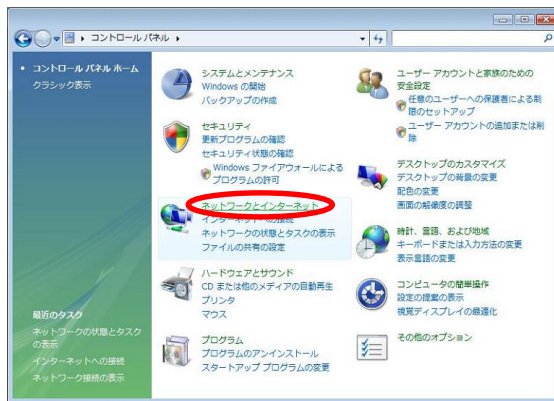 コントロール パネル
コントロール パネル ホーム
クラシック表示
システムとメンテナンス
Windows の開始
バックアップの作成
セキュリティ
更新プログラムの確認
セキュリティ状態の確認
Windows ファイアウォールによる
プログラムの許可
ネットワークとインターネット
インターネットへの接続
ネットワークの状態とタスクの表示
ファイルの共有の設定
ハードウェアとサウンド
CD または他のメディアの自動再生
プリンタ
マウス
プログラム
プログラムのアンインストール
スタートアップ プログラムの変更
ユーザー アカウントと家族のための
安全設定
任意のユーザーへの保護者による制
限のセットアップ
ユーザー アカウントの追加または削
除
デスクトップのカスタマイズ
デスクトップの背景の変更
配色の変更
画面の解像度の調整
時計、言語、および地域
キーボードまたは入力方法の変更
表示言語の変更
コンピュータの簡単操作
設定の提案の表示
視覚ディスプレイの最適化
その他のオプション
最近のタスク
ネットワークの状態とタスク
の表示
インターネットへの接続
ネットワーク接続の表示